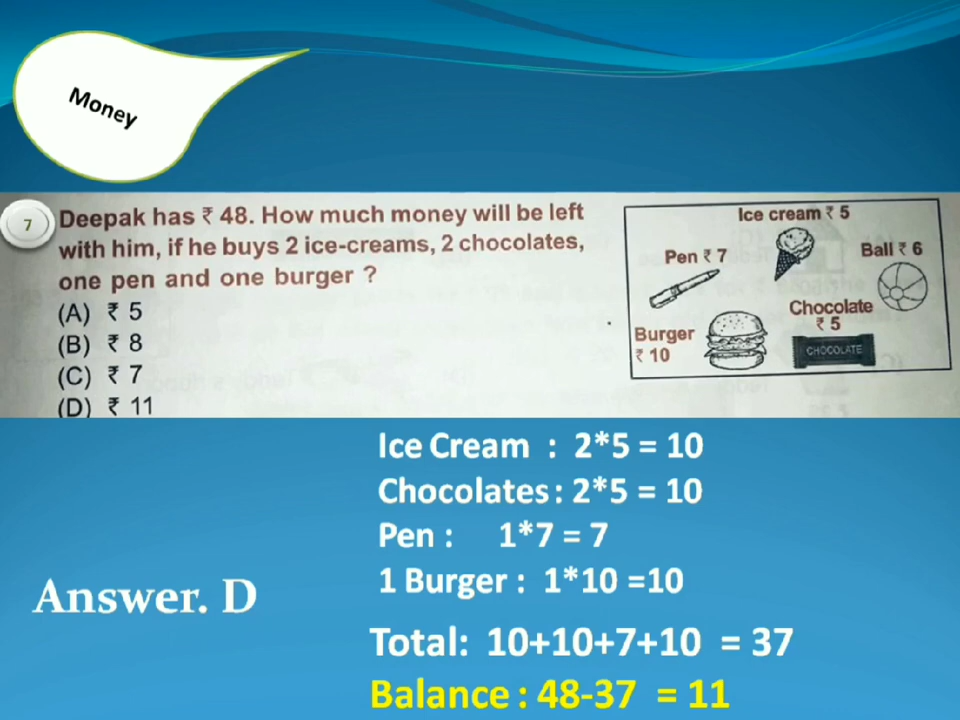 Money
7
Deepak has ₹ 48. How much money will be left
with him, if he buys 2 ice-creams, 2 chocolates,
one pen and one burger ?
(A) ₹ 5
(B) ₹ 8
(C) ₹ 7
(D) ₹ 11
Ice cream ₹ 5
Pen ₹ 7
Ball ₹ 6
Chocolate
₹ 5
Burger
₹ 10
CHOCOLATE
Ice Cream : 2*5 = 10
Chocolates : 2*5 = 10
Pen : 1*7 = 7
1 Burger : 1*10 =10
Answer. D
Total: 10+10+7+10 = 37
Balance : 48-37 = 11